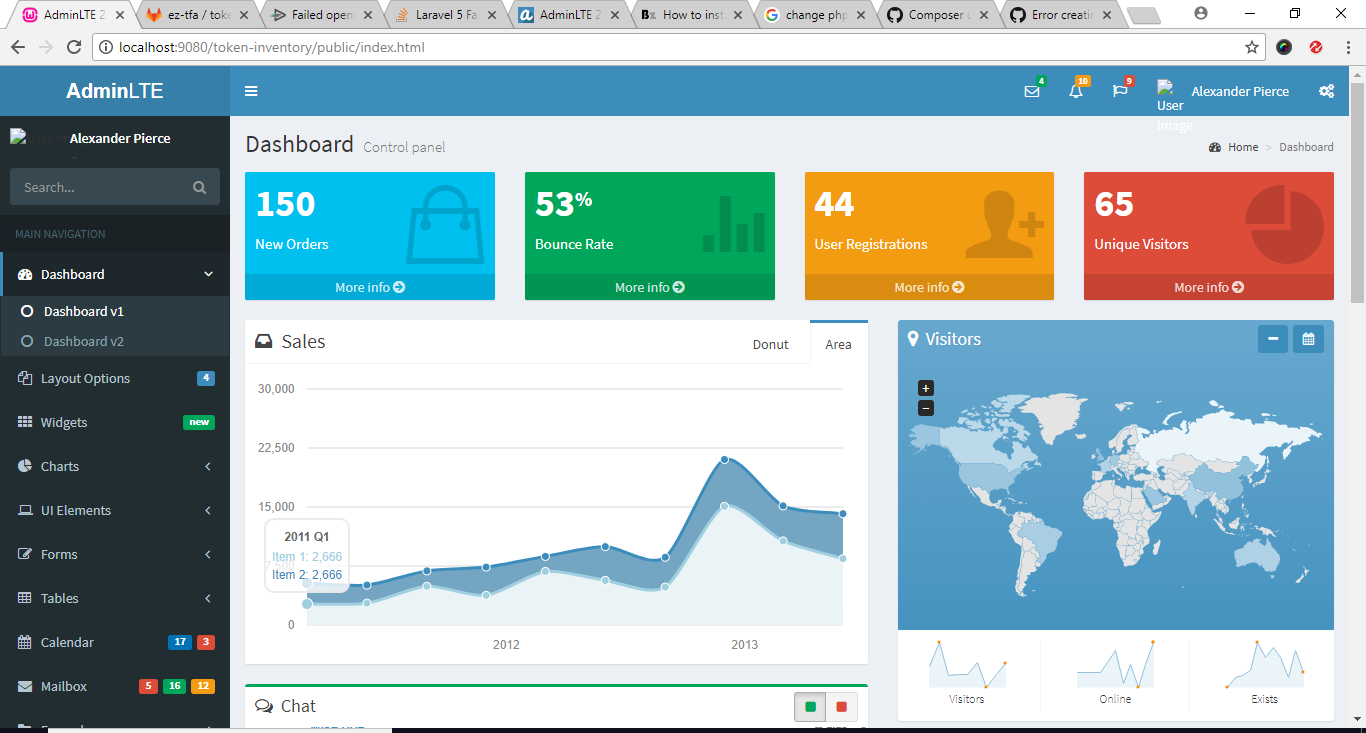 AdminLTE 2
ez-tfa / toke
Failed open
Laravel 5 Fa
AdminLTE 2
How to inst
change php
Composer u
Error creatin
localhost:9080/token-inventory/public/index.html
AdminLTE
4
10
9
User Image
Alexander Pierce
Alexander Pierce
Search...
MAIN NAVIGATION
Dashboard
Dashboard v1
Dashboard v2
Layout Options 4
Widgets new
Charts
UI Elements
Forms
Tables
Calendar 17 3
Mailbox 5 16 12
Dashboard Control panel
Home > Dashboard
150
New Orders
More info
53%
Bounce Rate
More info
44
User Registrations
More info
65
Unique Visitors
More info
Sales
Donut
Area
30,000
22,500
15,000
7,500
0
2011 Q1
Item 1: 2,666
Item 2: 2,666
2012
2013
Visitors
+
−
Visitors
Online
Exists
Chat